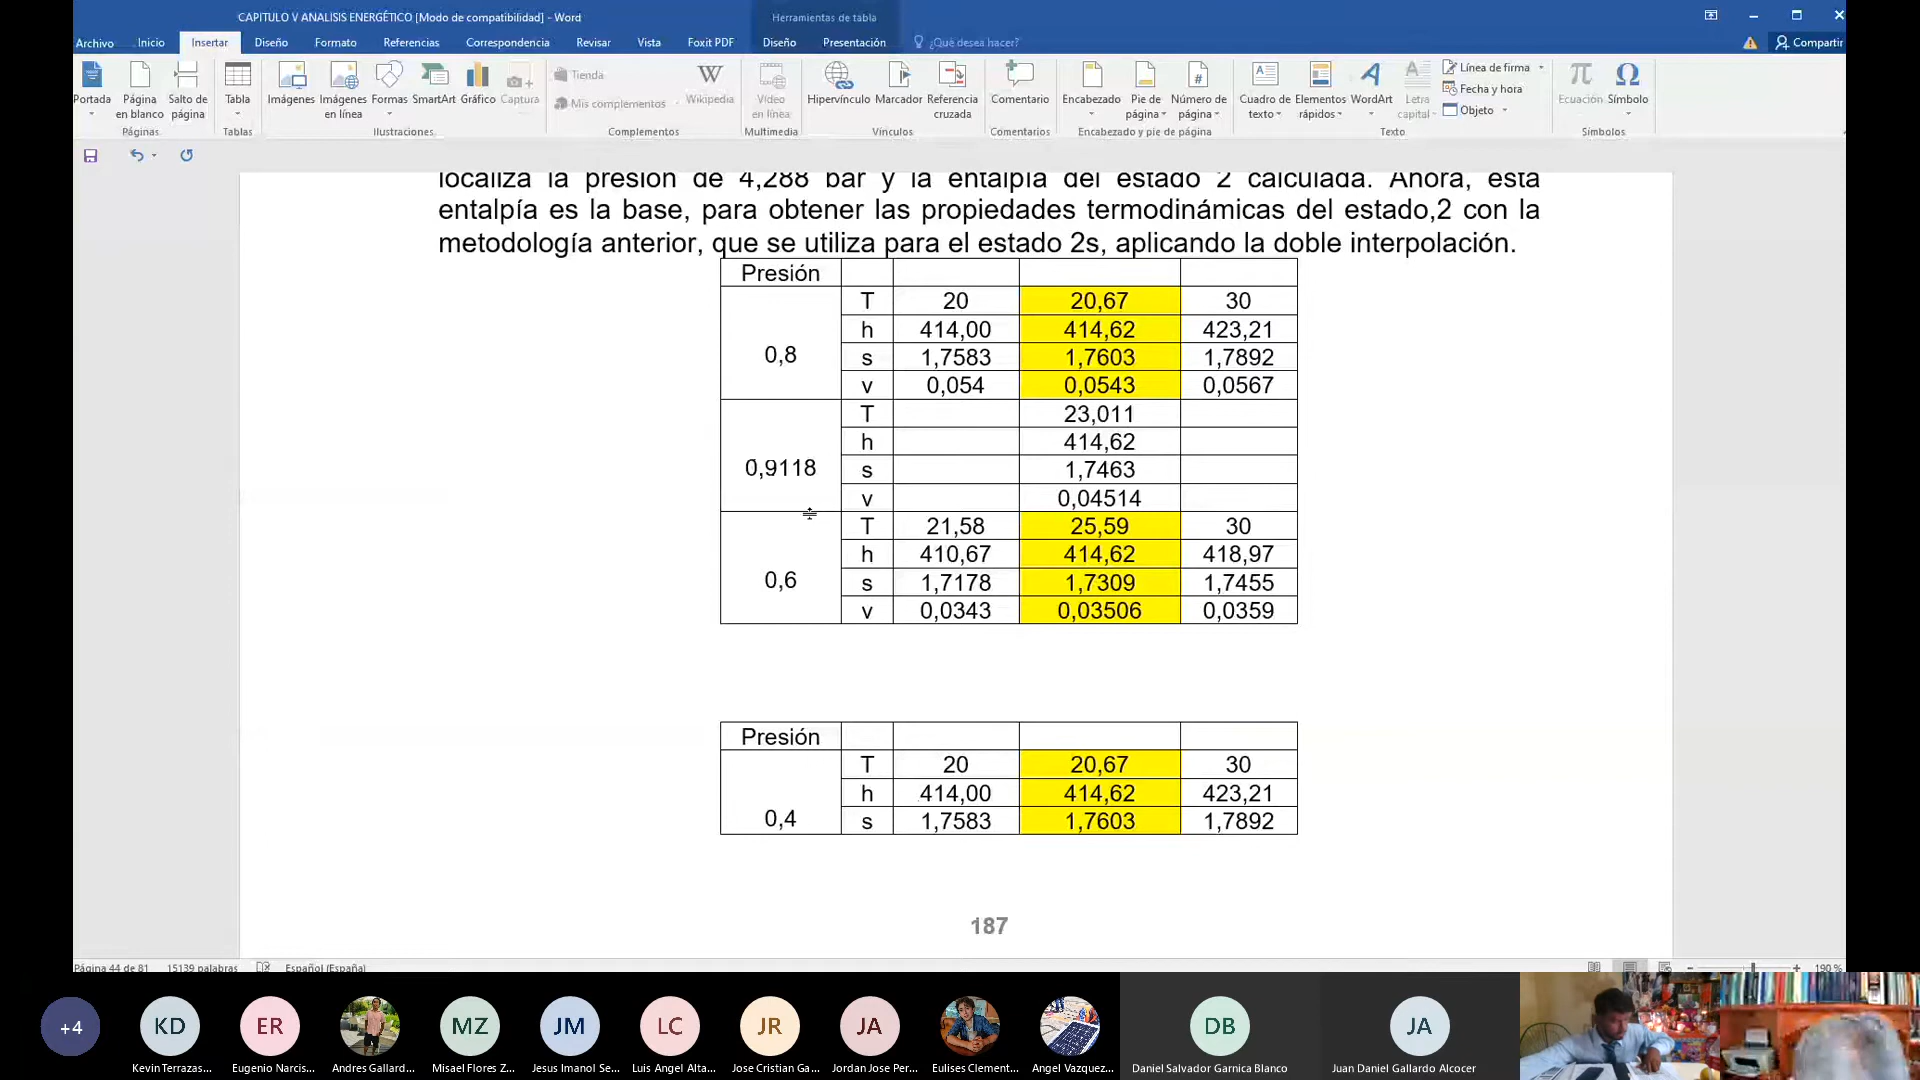 CAPITULO V ANALISIS ENERGÉTICO [Modo de compatibilidad] - Word
Herramientas de tabla
Archivo Inicio Insertar Diseño Formato Referencias Correspondencia Revisar Vista Foxit PDF Diseño Presentación ¿Qué desea hacer? Compartir
Portada Página en blanco Salto de página Tabla Imágenes Imágenes en línea Formas SmartArt Gráfico Captura Tienda Mis complementos Wikipedia Vídeo en línea Hipervínculo Marcador Referencia cruzada Comentario Encabezado Pie de página Número de página Cuadro de texto Elementos rápidos WordArt Letra capital Línea de firma Fecha y hora Objeto Ecuación Símbolo
Páginas Tablas Ilustraciones Complementos Multimedia Vínculos Comentarios Encabezado y pie de página Texto Símbolos
localiza la presión de 4,288 bar y la entalpía del estado 2 calculada. Ahora, esta
entalpía es la base, para obtener las propiedades termodinámicas del estado,2 con la
metodología anterior, que se utiliza para el estado 2s, aplicando la doble interpolación.
Presión
T 20 20,67 30
h 414,00 414,62 423,21
0,8
s 1,7583 1,7603 1,7892
v 0,054 0,0543 0,0567
T 23,011
h 414,62
0,9118
s 1,7463
v 0,04514
T 21,58 25,59 30
h 410,67 414,62 418,97
0,6
s 1,7178 1,7309 1,7455
v 0,0343 0,03506 0,0359
Presión
T 20 20,67 30
h 414,00 414,62 423,21
0,4
s 1,7583 1,7603 1,7892
187
Página 44 de 81 15139 palabras Español (España) 190 %
+4 KD ER MZ JM LC JR JA DB JA
Kevin Terrazas... Eugenio Narcis... Andres Gallard... Misael Flores Z... Jesus Imanol Se... Luis Angel Alta... Jose Cristian Ga... Jordan Jose Per... Eulises Clement... Angel Vazquez... Daniel Salvador Garnica Blanco Juan Daniel Gallardo Alcocer